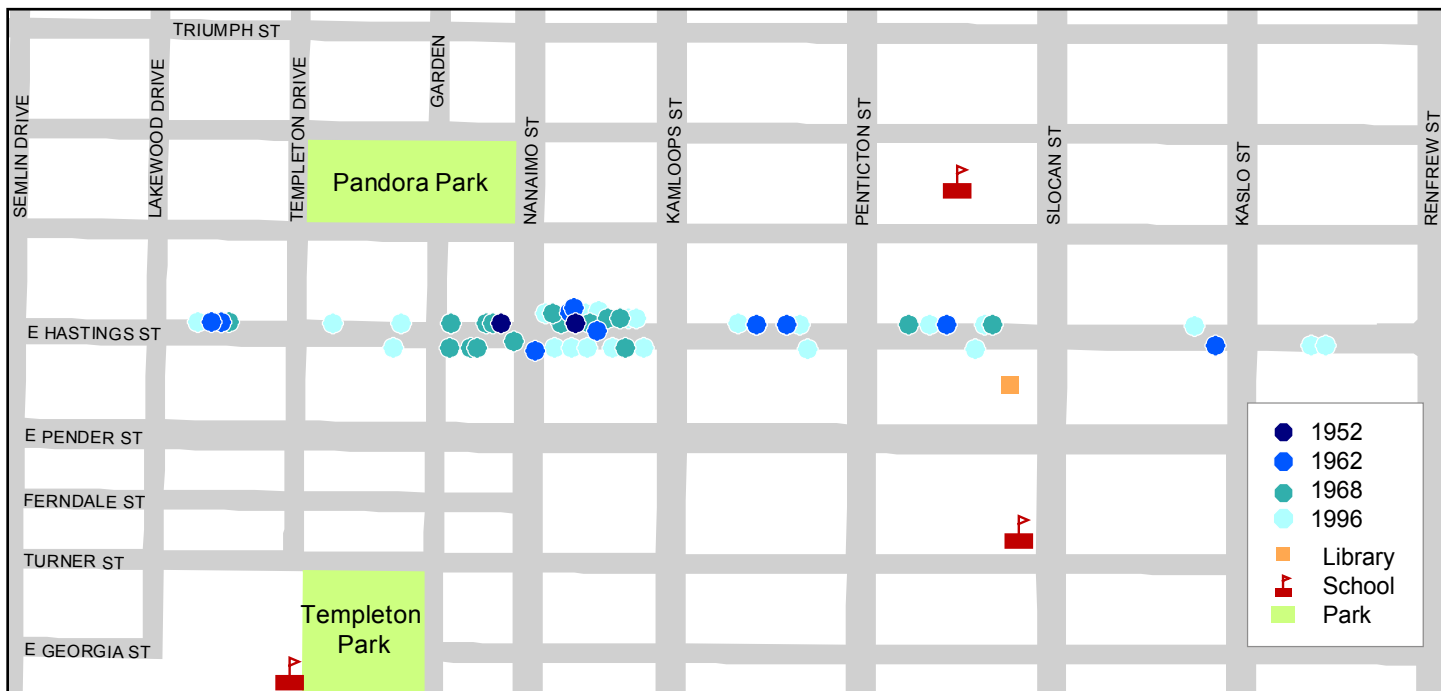 TRIUMPH ST
SEMLIN DRIVE
LAKEWOOD DRIVE
TEMPLETON DRIVE
GARDEN
NANAIMO ST
KAMLOOPS ST
PENTICTON ST
SLOCAN ST
KASLO ST
RENFREW ST
Pandora Park
E HASTINGS ST
E PENDER ST
FERNDALE ST
TURNER ST
Templeton
Park
E GEORGIA ST
1952
1962
1968
1996
Library
School
Park